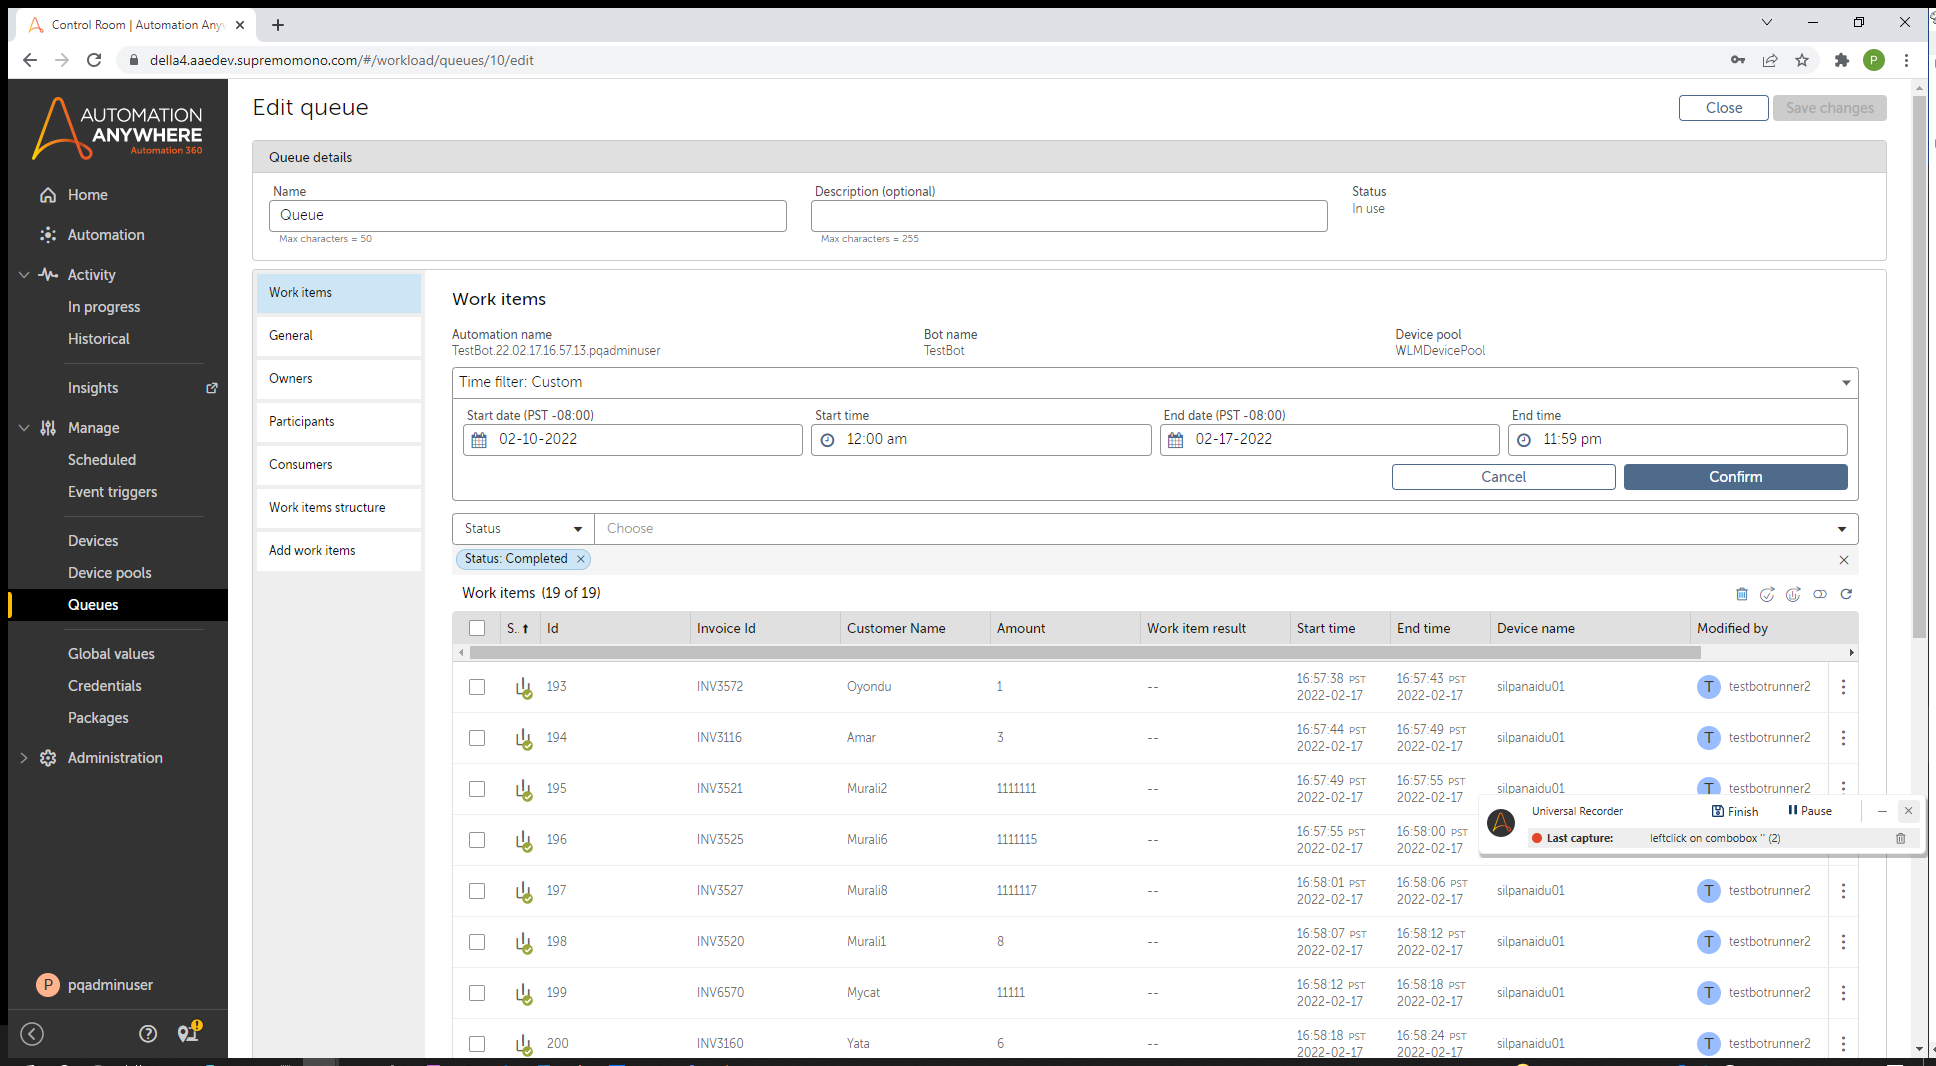 Control Room | Automation Any
della4.aaedev.supremomono.com/#/workload/queues/10/edit
P
AUTOMATION
ANYWHERE
Automation 360
Home
Automation
Activity
In progress
Historical
Insights
Manage
Scheduled
Event triggers
Devices
Device pools
Queues
Global values
Credentials
Packages
Administration
P pqadminuser
Edit queue
Close Save changes
Queue details
Name Description (optional) Status
Queue In use
Max characters = 50 Max characters = 255
Work items
General
Owners
Participants
Consumers
Work items structure
Add work items
Work items
Automation name Bot name Device pool
TestBot.22.02.17.16.57.13.pqadminuser TestBot WLMDevicePool
Time filter: Custom
Start date (PST -08:00) Start time End date (PST -08:00) End time
02-10-2022 12:00 am 02-17-2022 11:59 pm
Cancel Confirm
Status Choose
Status: Completed
Work items (19 of 19)
S.. Id Invoice Id Customer Name Amount Work item result Start time End time Device name Modified by
193 INV3572 Oyondu 1 -- 16:57:38 PST 2022-02-17 16:57:43 PST 2022-02-17 silpanaidu01 T testbotrunner2
194 INV3116 Amar 3 -- 16:57:44 PST 2022-02-17 16:57:49 PST 2022-02-17 silpanaidu01 T testbotrunner2
195 INV3521 Murali2 1111111 -- 16:57:49 PST 2022-02-17 16:57:55 PST 2022-02-17 silpanaidu01 T testbotrunner2
196 INV3525 Murali6 1111115 -- 16:57:55 PST 2022-02-17 16:58:00 PST 2022-02-17
197 INV3527 Murali8 1111117 -- 16:58:01 PST 2022-02-17 16:58:06 PST 2022-02-17 silpanaidu01 T testbotrunner2
198 INV3520 Murali1 8 -- 16:58:07 PST 2022-02-17 16:58:12 PST 2022-02-17 silpanaidu01 T testbotrunner2
199 INV6570 Mycat 11111 -- 16:58:12 PST 2022-02-17 16:58:18 PST 2022-02-17 silpanaidu01 T testbotrunner2
200 INV3160 Yata 6 -- 16:58:18 PST 2022-02-17 16:58:24 PST 2022-02-17 silpanaidu01 T testbotrunner2
Universal Recorder Finish Pause
Last capture: leftclick on combobox '' (2)